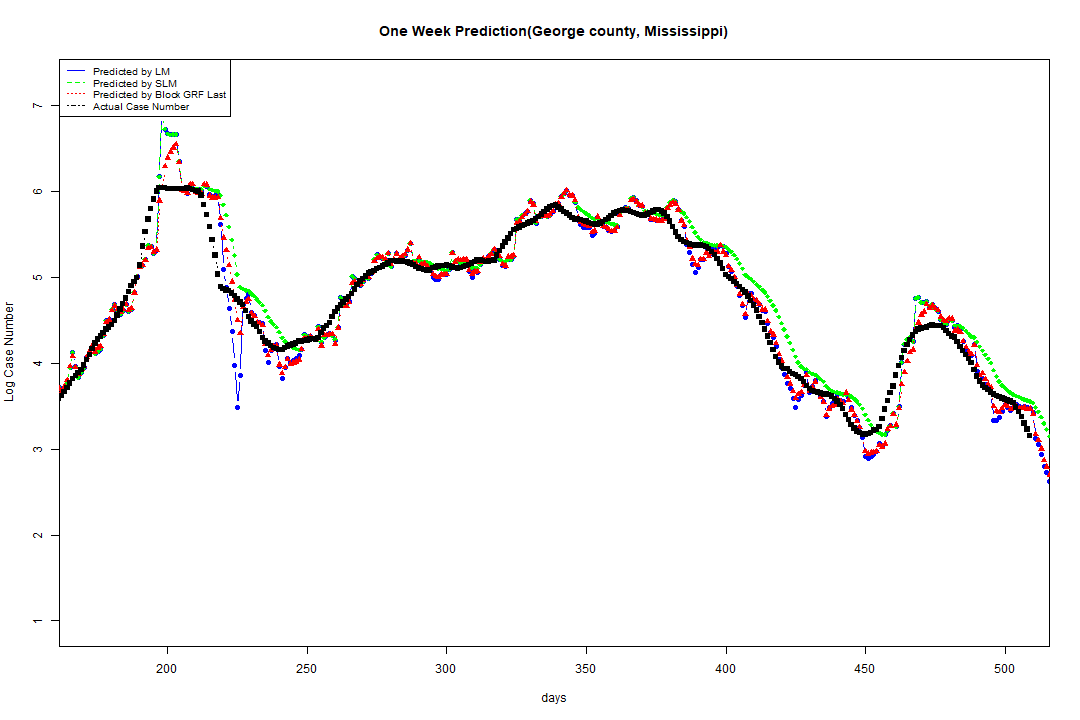 One Week Prediction(George county, Mississippi)
Predicted by LM
Predicted by SLM
Predicted by Block GRF Last
Actual Case Number
7
6
5
4
3
2
1
Log Case Number
200 250 300 350 400 450 500
days